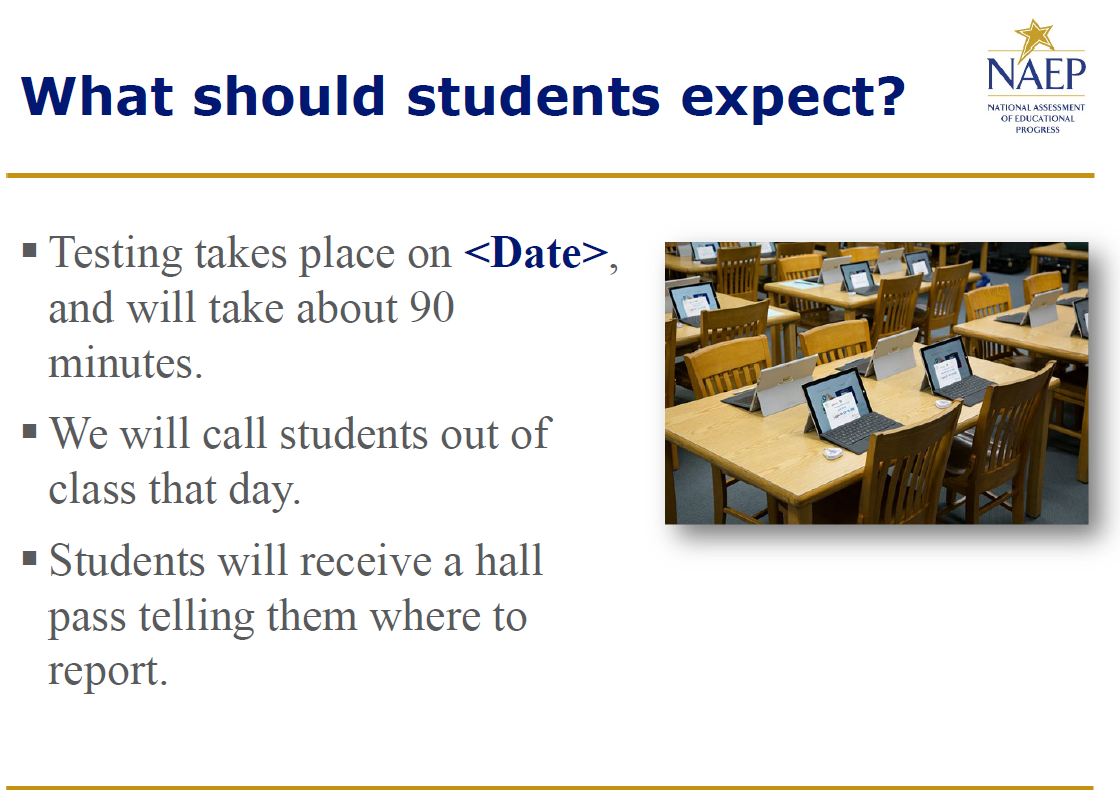 What should students expect?
NAEP
NATIONAL ASSESSMENT
OF EDUCATIONAL
PROGRESS
▪ Testing takes place on <Date>,
and will take about 90
minutes.
▪ We will call students out of
class that day.
▪ Students will receive a hall
pass telling them where to
report.